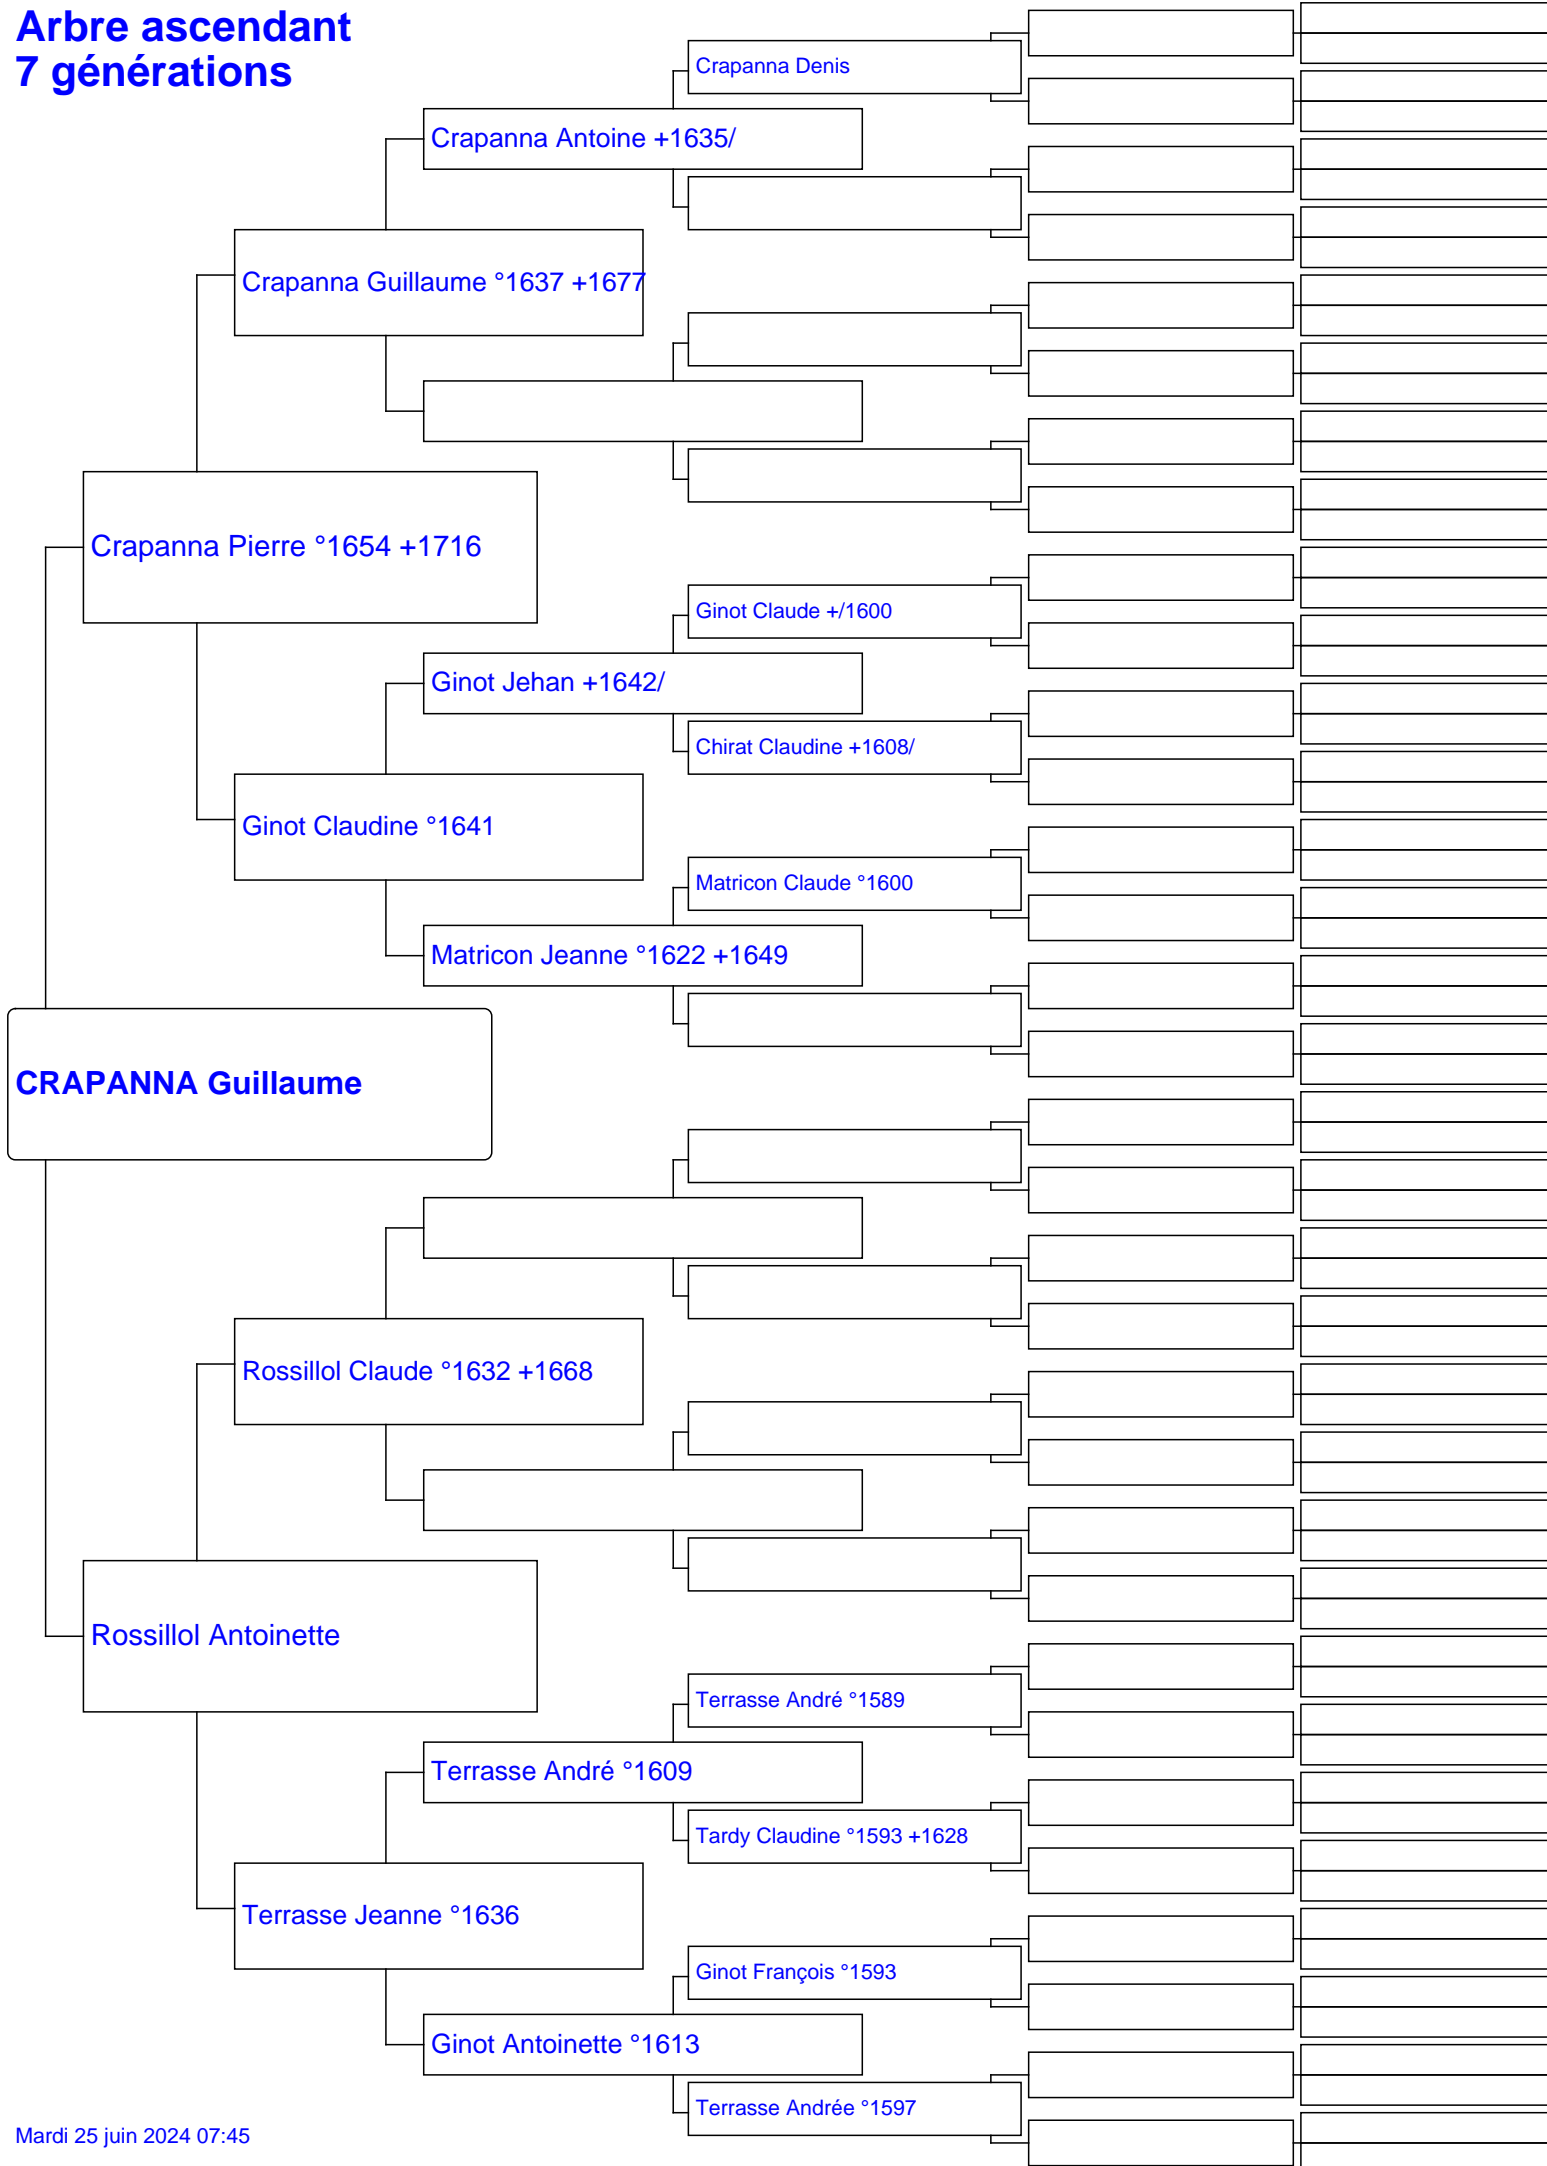 Arbre ascendant
7 générations
Crapanna Denis
Crapanna Antoine +1635/
Crapanna Guillaume °1637 +1677
Crapanna Pierre °1654 +1716
Ginot Claude +/1600
Ginot Jehan +1642/
Chirat Claudine +1608/
Ginot Claudine °1641
Matricon Claude °1600
Matricon Jeanne °1622 +1649
CRAPANNA Guillaume
Rossillol Claude °1632 +1668
Rossillol Antoinette
Terrasse André °1589
Terrasse André °1609
Tardy Claudine °1593 +1628
Terrasse Jeanne °1636
Ginot François °1593
Ginot Antoinette °1613
Terrasse Andrée °1597
Mardi 25 juin 2024 07:45